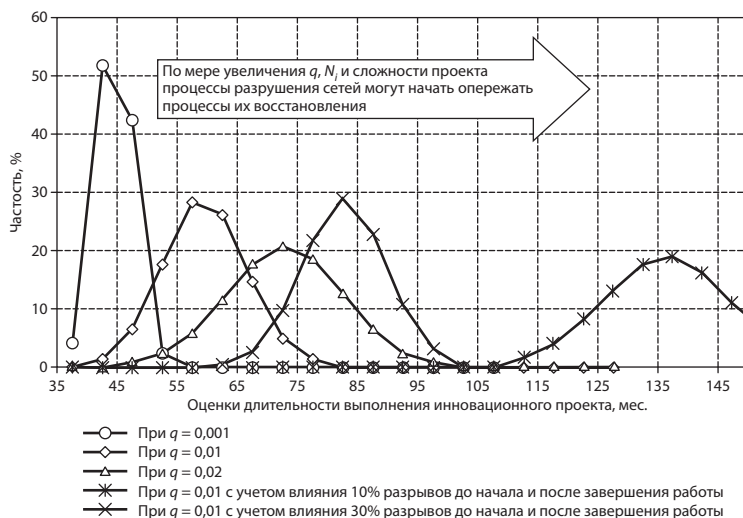 60
50
40
30
20
10
0
Частость, %
По мере увеличения q, Ni и сложности проекта
процессы разрушения сетей могут начать опережать
процессы их восстановления
35 45 55 65 75 85 95 105 115 125 135 145
Оценки длительности выполнения инновационного проекта, мес.
При q = 0,001
При q = 0,01
При q = 0,02
При q = 0,01 с учетом влияния 10% разрывов до начала и после завершения работы
При q = 0,01 с учетом влияния 30% разрывов до начала и после завершения работы